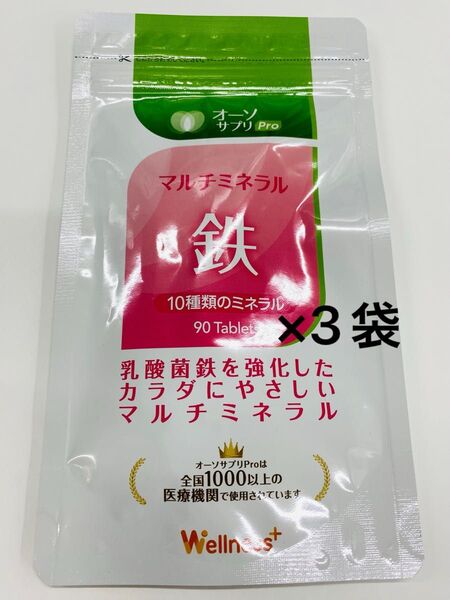 オーソ
サプリ Pro
マルチミネラル
鉄
10種類のミネラル
90 Tablet
×3袋
乳酸菌鉄を強化した
カラダにやさしい
マルチミネラル
オーソサプリProは
全国1000以上の
医療機関で使用されています
Wellness+